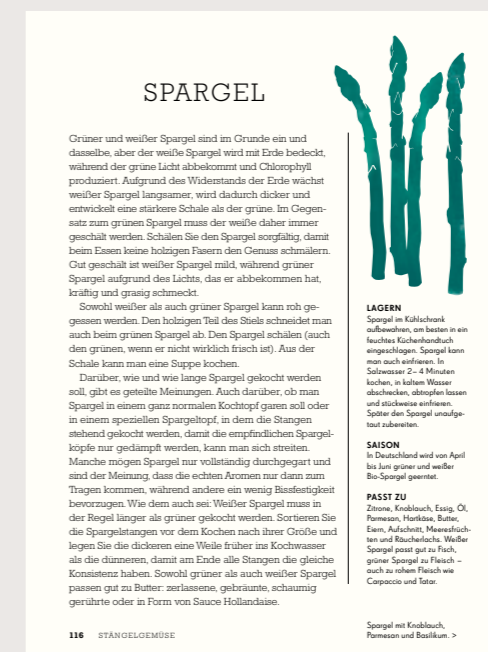 SPARGEL
Grüner und weißer Spargel sind im Grunde ein und
dasselbe, aber der weiße Spargel wird mit Erde bedeckt,
während der grüne Licht abbekommt und Chlorophyll
produziert. Aufgrund des Widerstands der Erde wächst
weißer Spargel langsamer, wird dadurch dicker und
entwickelt eine stärkere Schale als der grüne. Im Gegen-
satz zum grünen Spargel muss der weiße daher immer
geschält werden. Schälen Sie den Spargel sorgfältig, damit
beim Essen keine holzigen Fasern den Genuss schmälern.
Gut geschält ist weißer Spargel mild, während grüner
Spargel aufgrund des Lichts, das er abbekommen hat,
kräftig und grasig schmeckt.
Sowohl weißer als auch grüner Spargel kann roh ge-
gessen werden. Den holzigen Teil des Stiels schneidet man
auch beim grünen Spargel ab. Den Spargel schälen (auch
den grünen, wenn er nicht wirklich frisch ist). Aus der
Schale kann man eine Suppe kochen.
Darüber, wie und wie lange Spargel gekocht werden
soll, gibt es geteilte Meinungen. Auch darüber, ob man
Spargel in einem ganz normalen Kochtopf garen soll oder
in einem speziellen Spargeltopf, in dem die Stangen
stehend gekocht werden, damit die empfindlichen Spargel-
köpfe nur gedämpft werden, kann man sich streiten.
Manche mögen Spargel nur vollständig durchgegart und
sind der Meinung, dass die echten Aromen nur dann zum
Tragen kommen, während andere ein wenig Bissfestigkeit
bevorzugen. Wie dem auch sei: Weißer Spargel muss in
der Regel länger als grüner gekocht werden. Sortieren Sie
die Spargelstangen vor dem Kochen nach ihrer Größe und
legen Sie die dickeren eine Weile früher ins Kochwasser
als die dünneren, damit am Ende alle Stangen die gleiche
Konsistenz haben. Sowohl grüner als auch weißer Spargel
passen gut zu Butter: zerlassene, gebräunte, schaumig
gerührte oder in Form von Sauce Hollandaise.
LAGERN
Spargel im Kühlschrank
aufbewahren, am besten in ein
feuchtes Küchenhandtuch
eingeschlagen. Spargel kann
man auch einfrieren. In
Salzwasser 2– 4 Minuten
kochen, in kaltem Wasser
abschrecken, abtropfen lassen
und stückweise einfrieren.
Später den Spargel unaufge-
taut zubereiten.
SAISON
In Deutschland wird von April
bis Juni grüner und weißer
Bio-Spargel geerntet.
PASST ZU
Zitrone, Knoblauch, Essig, Öl,
Parmesan, Hartkäse, Butter,
Eiern, Aufschnitt, Meeresfrüch-
ten und Räucherlachs. Weißer
Spargel passt gut zu Fisch,
grüner Spargel zu Fleisch –
auch zu rohem Fleisch wie
Carpaccio und Tatar.
Spargel mit Knoblauch,
Parmesan und Basilikum. >
116 STÄNGELGEMÜSE